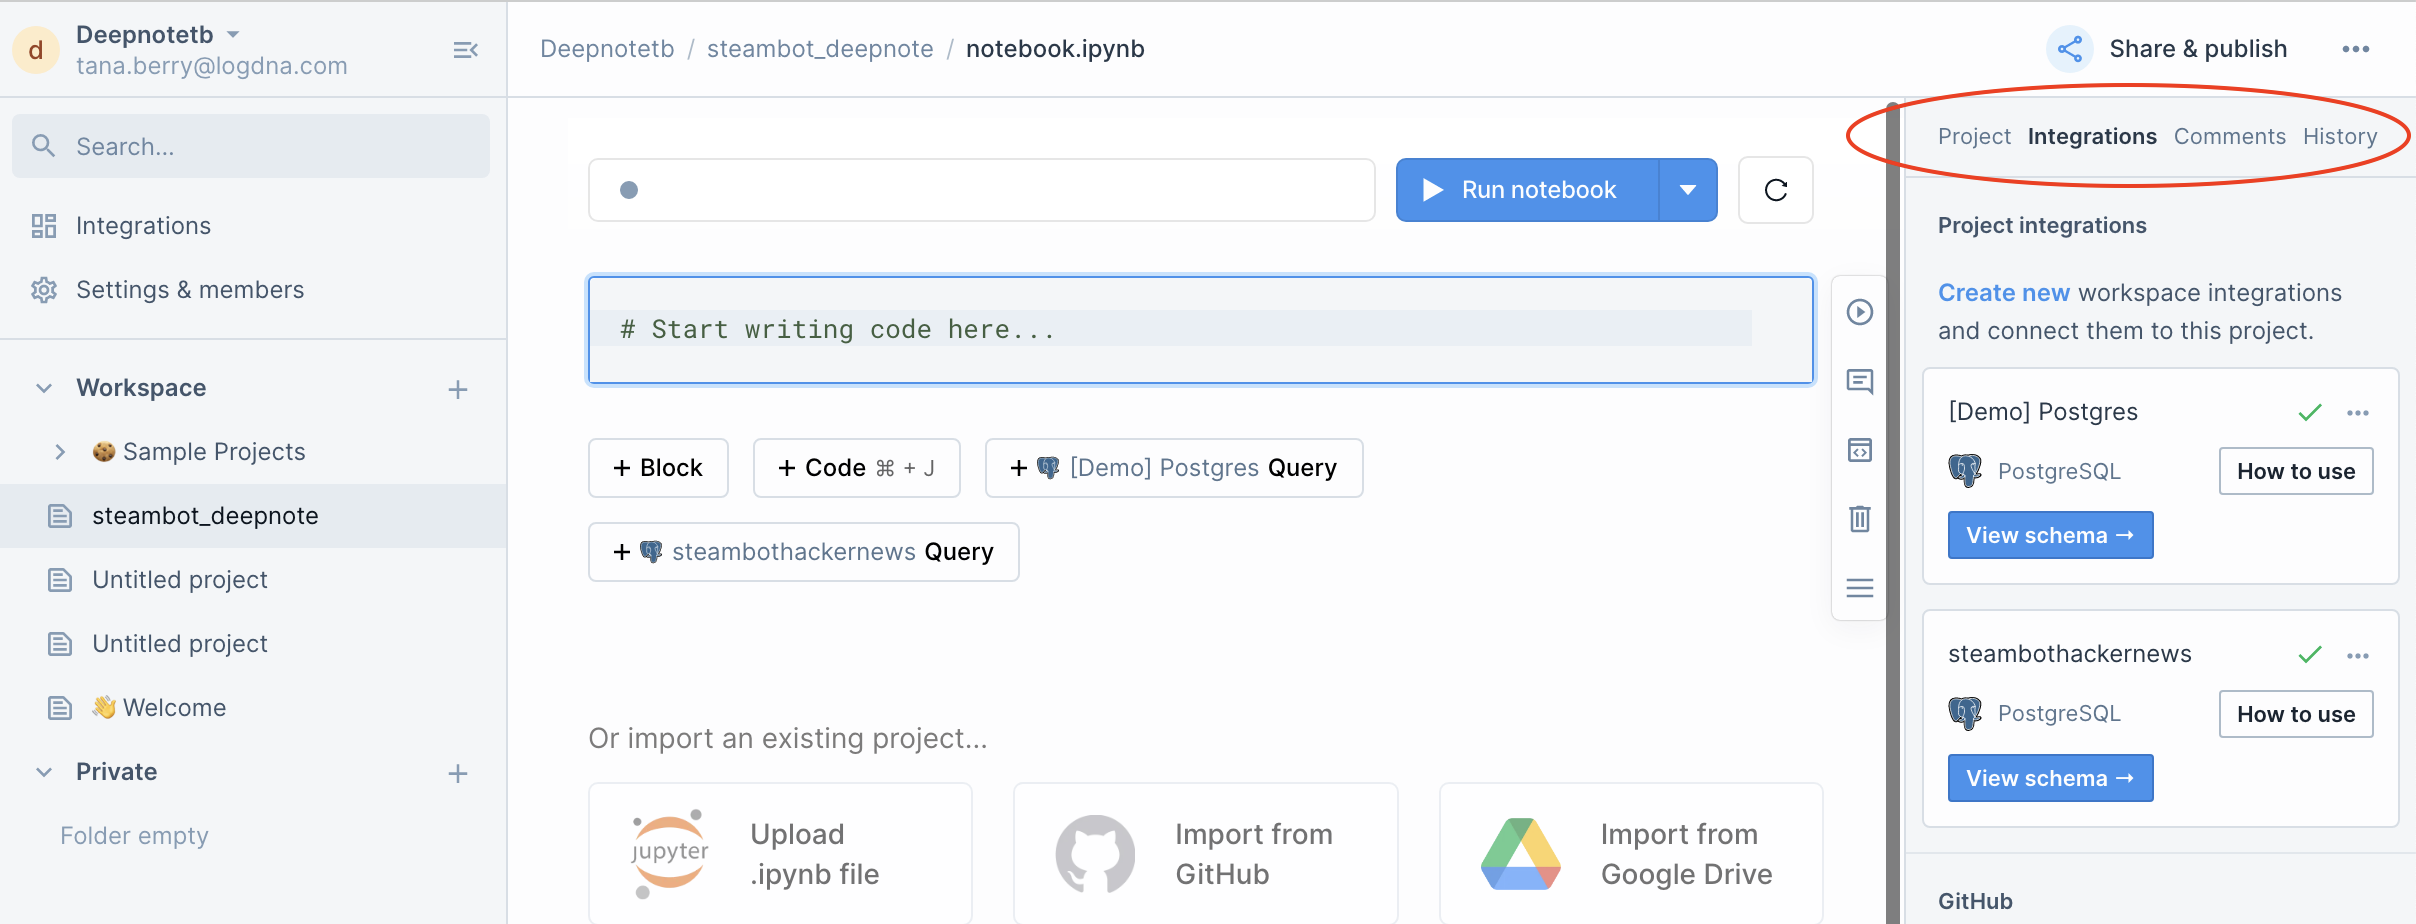 d
Deepnotetb
tana.berry@logdna.com
Search...
Integrations
Settings & members
Workspace
Sample Projects
steambot_deepnote
Untitled project
Untitled project
Welcome
Private
Folder empty
Deepnotetb / steambot_deepnote / notebook.ipynb
Share & publish
Run notebook
# Start writing code here...
+ Block
+ Code ⌘ + J
+ [Demo] Postgres Query
+ steambothackernews Query
Or import an existing project...
jupyter
Upload
.ipynb file
Import from
GitHub
Import from
Google Drive
Project Integrations Comments History
Project integrations
Create new workspace integrations
and connect them to this project.
[Demo] Postgres
PostgreSQL
How to use
View schema →
steambothackernews
PostgreSQL
How to use
View schema →
GitHub